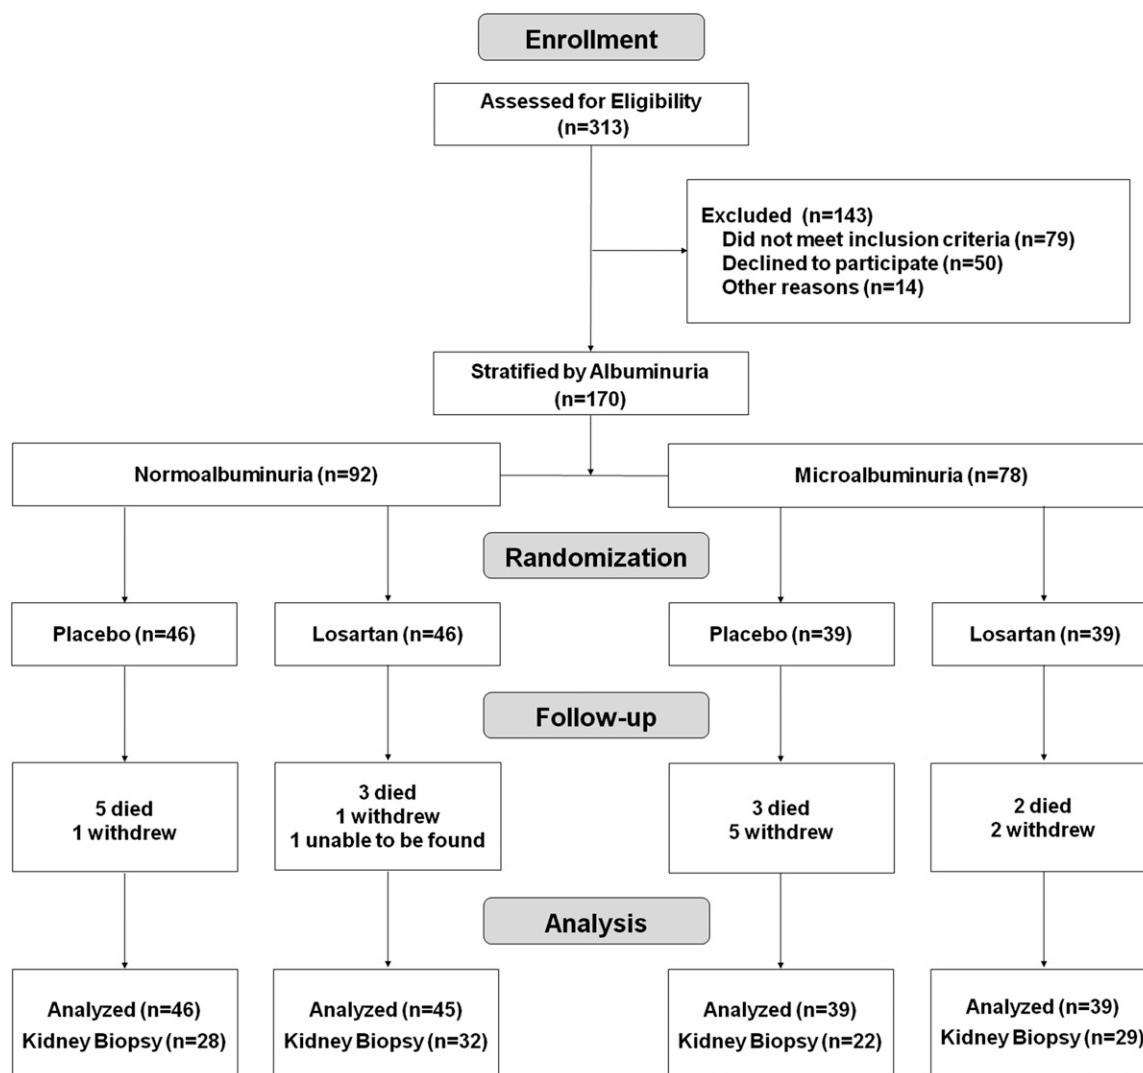 Enrollment
Assessed for Eligibility
(n=313)
Excluded (n=143)
Did not meet inclusion criteria (n=79)
Declined to participate (n=50)
Other reasons (n=14)
Stratified by Albuminuria
(n=170)
Normoalbuminuria (n=92)
Microalbuminuria (n=78)
Randomization
Placebo (n=46)
Losartan (n=46)
Placebo (n=39)
Losartan (n=39)
Follow-up
5 died
1 withdrew
3 died
1 withdrew
1 unable to be found
3 died
5 withdrew
2 died
2 withdrew
Analysis
Analyzed (n=46)
Kidney Biopsy (n=28)
Analyzed (n=45)
Kidney Biopsy (n=32)
Analyzed (n=39)
Kidney Biopsy (n=22)
Analyzed (n=39)
Kidney Biopsy (n=29)